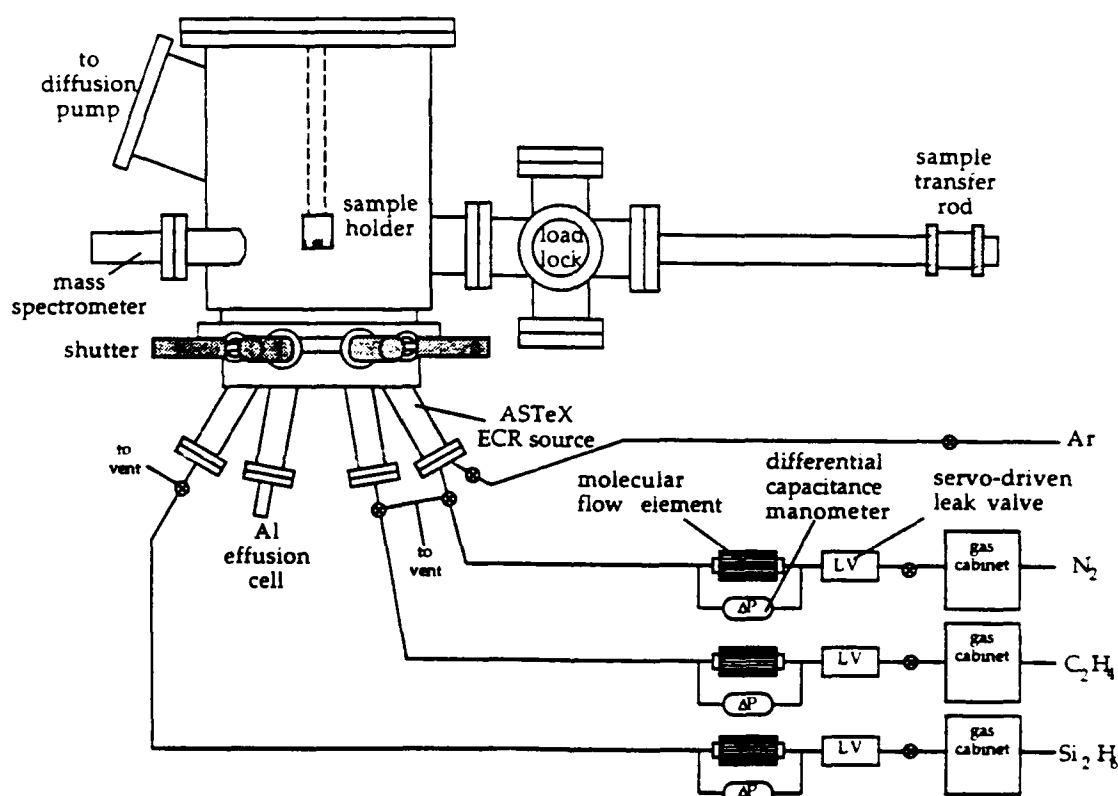 to
diffusion
pump
sample
holder
load
lock
sample
transfer
rod
mass
spectrometer
shutter
ASTeX
ECR source
to
vent
Al
effusion
cell
to
vent
molecular
flow element
differential
capacitance
manometer
servo-driven
leak valve
Ar
LV
gas
cabinet
N2
ΔP
LV
gas
cabinet
C2H4
ΔP
LV
gas
cabinet
Si2H6
ΔP